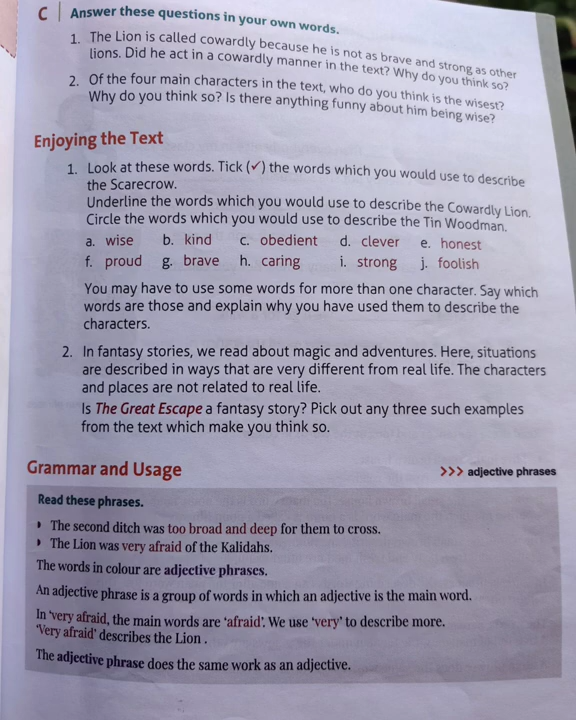 C | Answer these questions in your own words.
1. The Lion is called cowardly because he is not as brave and strong as other
lions. Did he act in a cowardly manner in the text? Why do you think so?
2. Of the four main characters in the text, who do you think is the wisest?
Why do you think so? Is there anything funny about him being wise?
Enjoying the Text
1. Look at these words. Tick (✓) the words which you would use to describe
the Scarecrow.
Underline the words which you would use to describe the Cowardly Lion.
Circle the words which you would use to describe the Tin Woodman.
a. wise b. kind c. obedient d. clever e. honest
f. proud g. brave h. caring i. strong j. foolish
You may have to use some words for more than one character. Say which
words are those and explain why you have used them to describe the
characters.
2. In fantasy stories, we read about magic and adventures. Here, situations
are described in ways that are very different from real life. The characters
and places are not related to real life.
Is The Great Escape a fantasy story? Pick out any three such examples
from the text which make you think so.
Grammar and Usage >>> adjective phrases
Read these phrases.
The second ditch was too broad and deep for them to cross.
The Lion was very afraid of the Kalidahs.
The words in colour are adjective phrases.
An adjective phrase is a group of words in which an adjective is the main word.
In 'very afraid, the main words are 'afraid'. We use 'very' to describe more.
'Very afraid' describes the Lion .
The adjective phrase does the same work as an adjective.